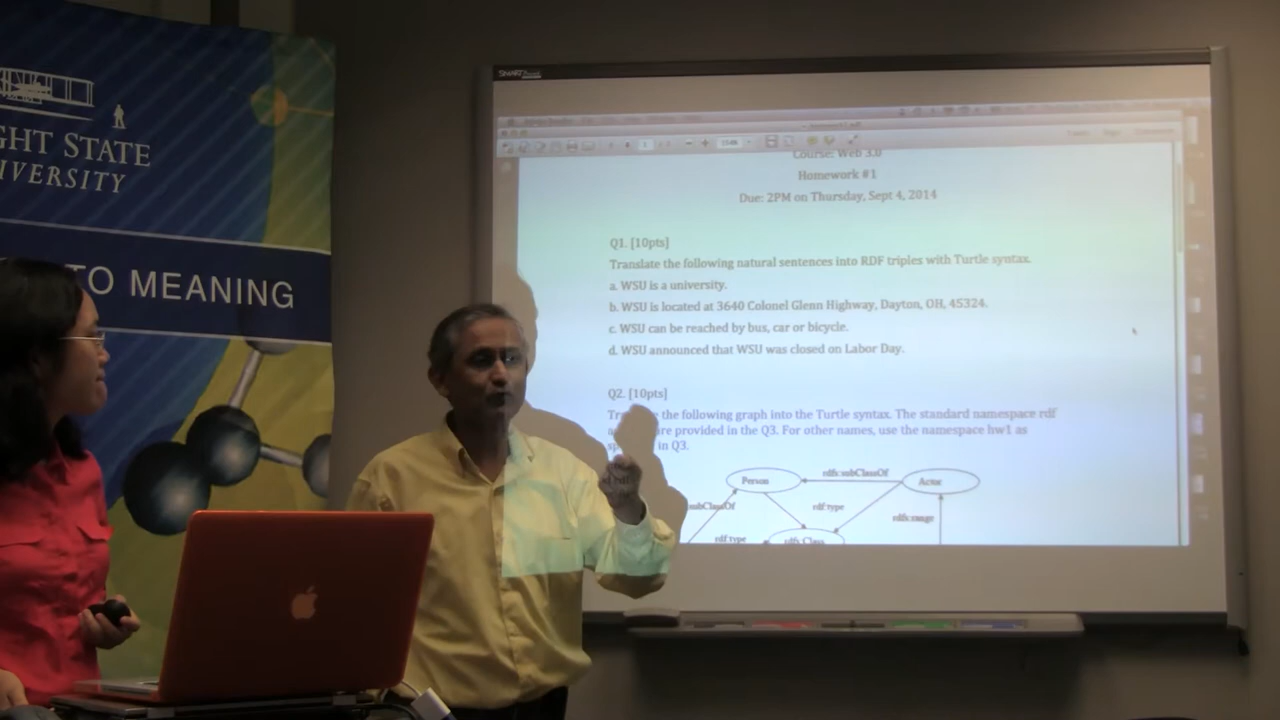 GHT STATE
IVERSITY
TO MEANING
SMART
Course: Web 3.0
Homework #1
Due: 2PM on Thursday, Sept 4, 2014
Q1. [10pts]
Translate the following natural sentences into RDF triples with Turtle syntax.
a. WSU is a university.
b. WSU is located at 3640 Colonel Glenn Highway, Dayton, OH, 45324.
c. WSU can be reached by bus, car or bicycle.
d. WSU announced that WSU was closed on Labor Day.
Q2. [10pts]
the following graph into the Turtle syntax. The standard namespace rdf
are provided in the Q3. For other names, use the namespace hw1 as
in Q3.
rdfs:subClassOf
Person
Actor
subClassOf
rdf:type
rdfs:range
rdf:type
rdfs:Class